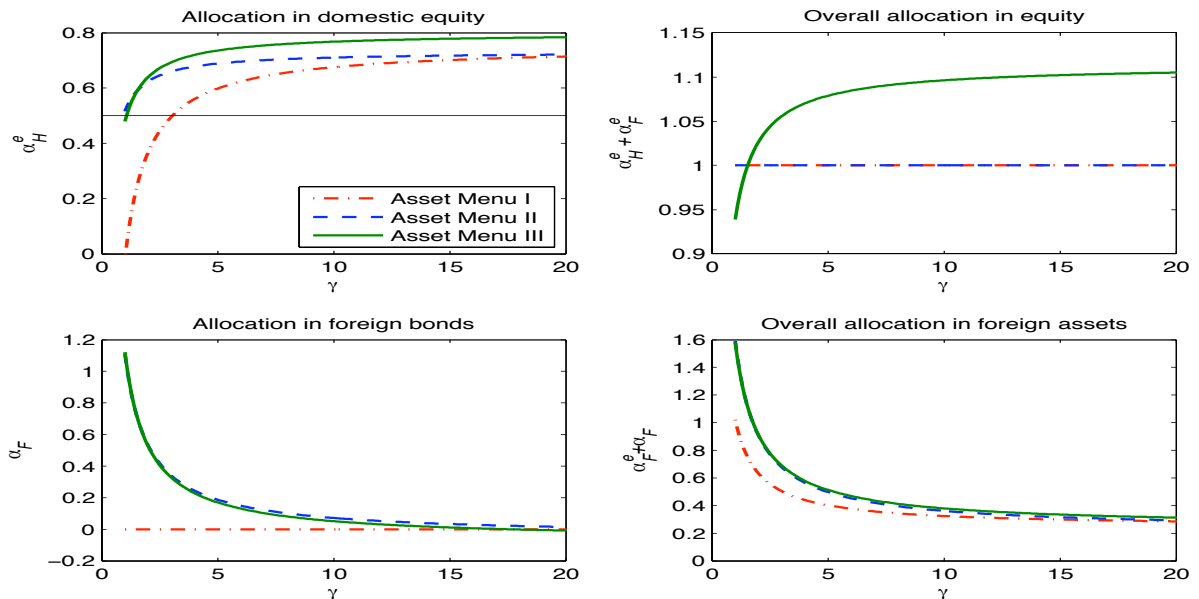 Allocation in domestic equity
0.8
0.6
0.4
0.2
0
α_H^e
0 5 10 15 20
γ
Asset Menu I
Asset Menu II
Asset Menu III
Overall allocation in equity
1.15
1.1
1.05
1
0.95
0.9
α_H^e + α_F^e
0 5 10 15 20
γ
Allocation in foreign bonds
1.2
1
0.8
0.6
0.4
0.2
0
−0.2
α_F
0 5 10 15 20
γ
Overall allocation in foreign assets
1.6
1.4
1.2
1
0.8
0.6
0.4
0.2
0
α_F^e+α_F
0 5 10 15 20
γ